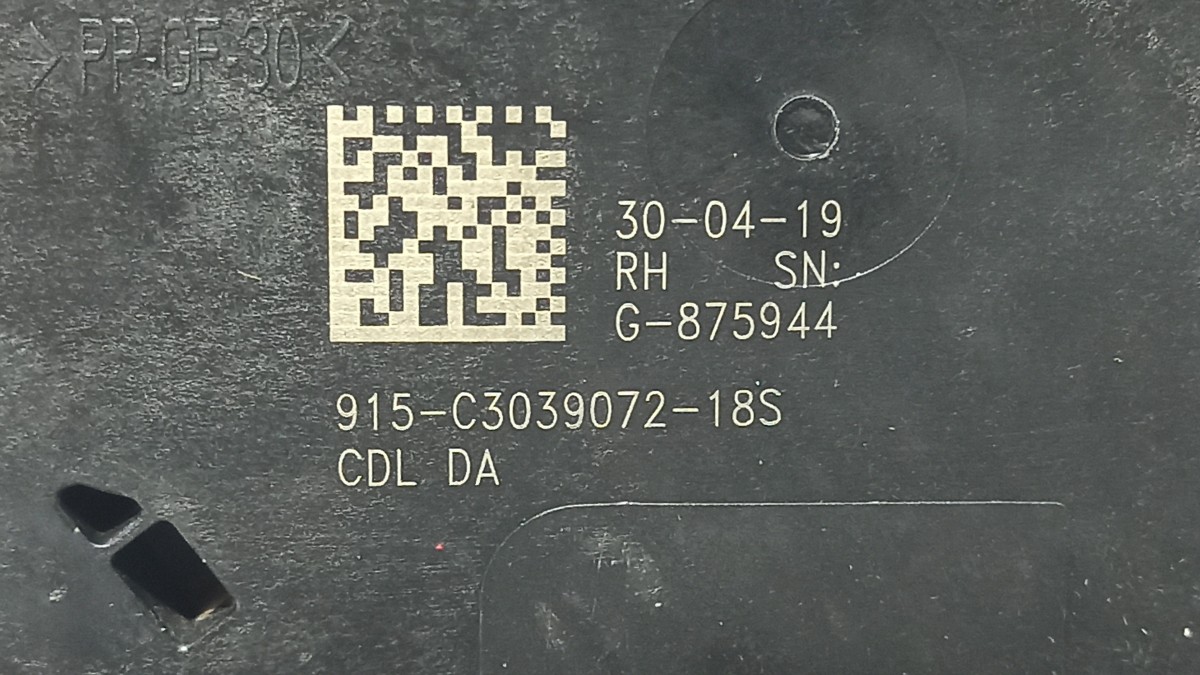 >PP-GF-30<
30-04-19
RH SN:
G-875944
915-C3039072-18S
CDL DA